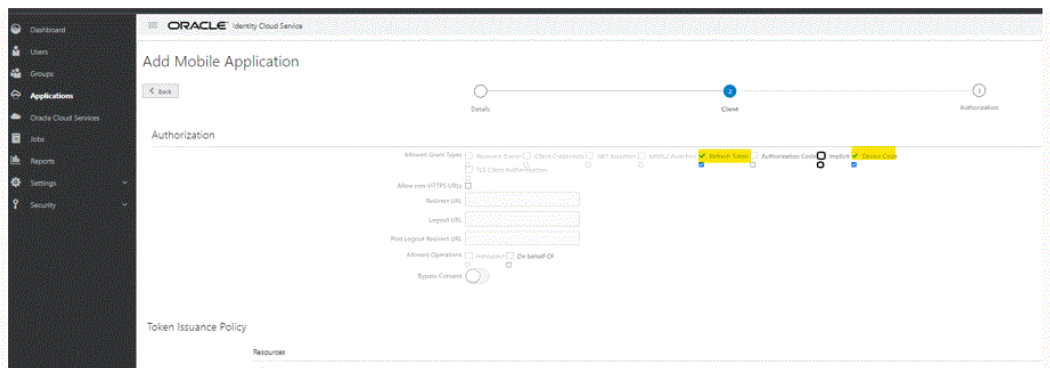 Dashboard
Users
Groups
Applications
Oracle Cloud Services
Jobs
Reports
Settings
Security
ORACLE Identity Cloud Service
Add Mobile Application
Back
Details
2
Client
3
Authorization
Authorization
Allowed Grant Types Resource Owner Client Credentials JWT Assertion SAML2 Assertion Refresh Token Authorization Code Implicit Device Code
TLS Client Authentication
Allow non-HTTPS URLs
Redirect URL
Logout URL
Post Logout Redirect URL
Allowed Operations Introspect On behalf Of
Bypass Consent
Token Issuance Policy
Resources